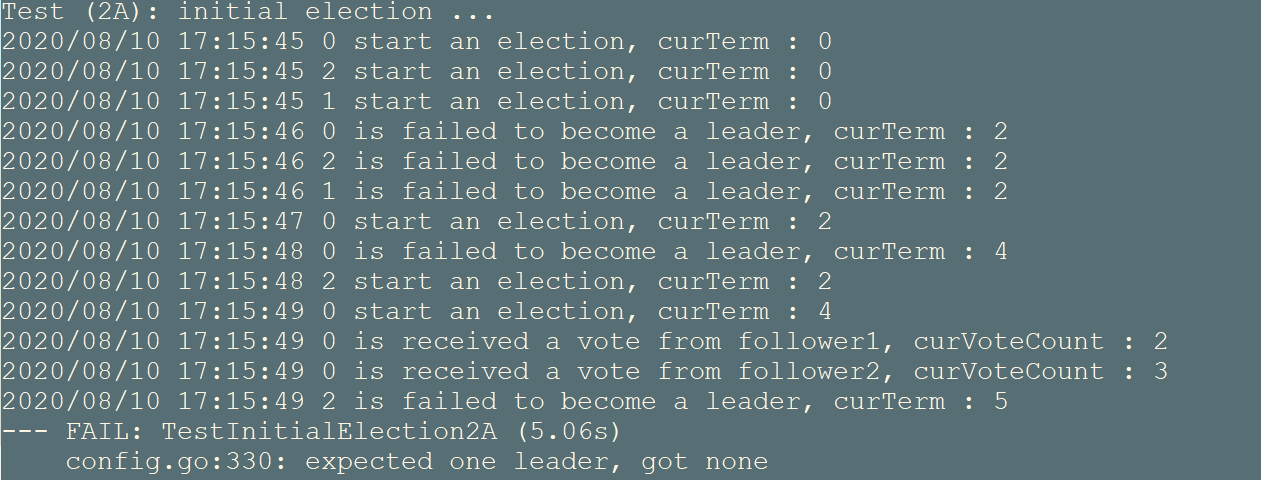 Test (2A): initial election ...
2020/08/10 17:15:45 0 start an election, curTerm : 0
2020/08/10 17:15:45 2 start an election, curTerm : 0
2020/08/10 17:15:45 1 start an election, curTerm : 0
2020/08/10 17:15:46 0 is failed to become a leader, curTerm : 2
2020/08/10 17:15:46 2 is failed to become a leader, curTerm : 2
2020/08/10 17:15:46 1 is failed to become a leader, curTerm : 2
2020/08/10 17:15:47 0 start an election, curTerm : 2
2020/08/10 17:15:48 0 is failed to become a leader, curTerm : 4
2020/08/10 17:15:48 2 start an election, curTerm : 2
2020/08/10 17:15:49 0 start an election, curTerm : 4
2020/08/10 17:15:49 0 is received a vote from follower1, curVoteCount : 2
2020/08/10 17:15:49 0 is received a vote from follower2, curVoteCount : 3
2020/08/10 17:15:49 2 is failed to become a leader, curTerm : 5
--- FAIL: TestInitialElection2A (5.06s)
    config.go:330: expected one leader, got none